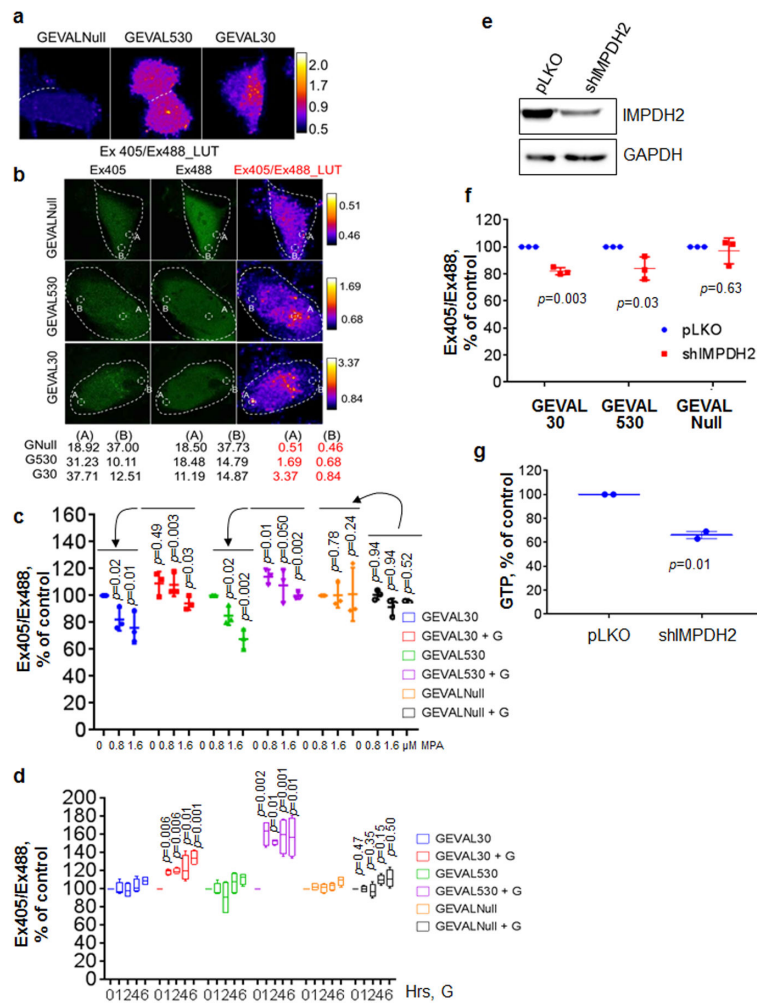 a
GEVALNull GEVAL530 GEVAL30
2.0
1.7
1.9
0.5
Ex 405/Ex488_LUT
b
Ex405 Ex488 Ex405/Ex488_LUT
GEVALNull
A
B
A
B
A
B
0.51
0.46
GEVAL530
B
A
B
A
B
A
1.69
0.68
GEVAL30
B
A
B
A
B
A
3.37
0.84
(A) (B) (A) (B) (A) (B)
GNull 18.92 37.00 18.50 37.73 0.51 0.46
G530 31.23 10.11 18.48 14.79 1.69 0.68
G30 37.71 12.51 11.19 14.87 3.37 0.84
c
Ex405/Ex488,
% of control
160
140
120
100
80
60
40
20
0
p=0.02
p=0.01
p=0.49
p=0.003
p=0.03
p=0.02
p=0.002
p=0.01
p=0.050
p=0.002
p=0.78
p=0.24
p=0.94
p=0.94
p=0.52
0 0.8 1.6 0 0.8 1.6 0 0.8 1.6 0 0.8 1.6 0 0.8 1.6 0 0.8 1.6 µM MPA
GEVAL30
GEVAL30 + G
GEVAL530
GEVAL530 + G
GEVALNull
GEVALNull + G
d
Ex405/Ex488,
% of control
200
180
160
140
120
100
80
60
40
20
0
p=0.006
p=0.006
p=0.01
p=0.001
p=0.002
p=0.01
p=0.001
p=0.01
p=0.47
p=0.35
p=0.15
p=0.50
01246 01246 01246 01246 01246 01246 Hrs, G
GEVAL30
GEVAL30 + G
GEVAL530
GEVAL530 + G
GEVALNull
GEVALNull + G
e
pLKO
shIMPDH2
IMPDH2
GAPDH
f
Ex405/Ex488,
% of control
120
100
80
60
40
20
0
p=0.003
p=0.03
p=0.63
pLKO
shIMPDH2
GEVAL GEVAL GEVAL
30 530 Null
g
GTP, % of control
120
100
80
60
40
20
0
p=0.01
pLKO shIMPDH2